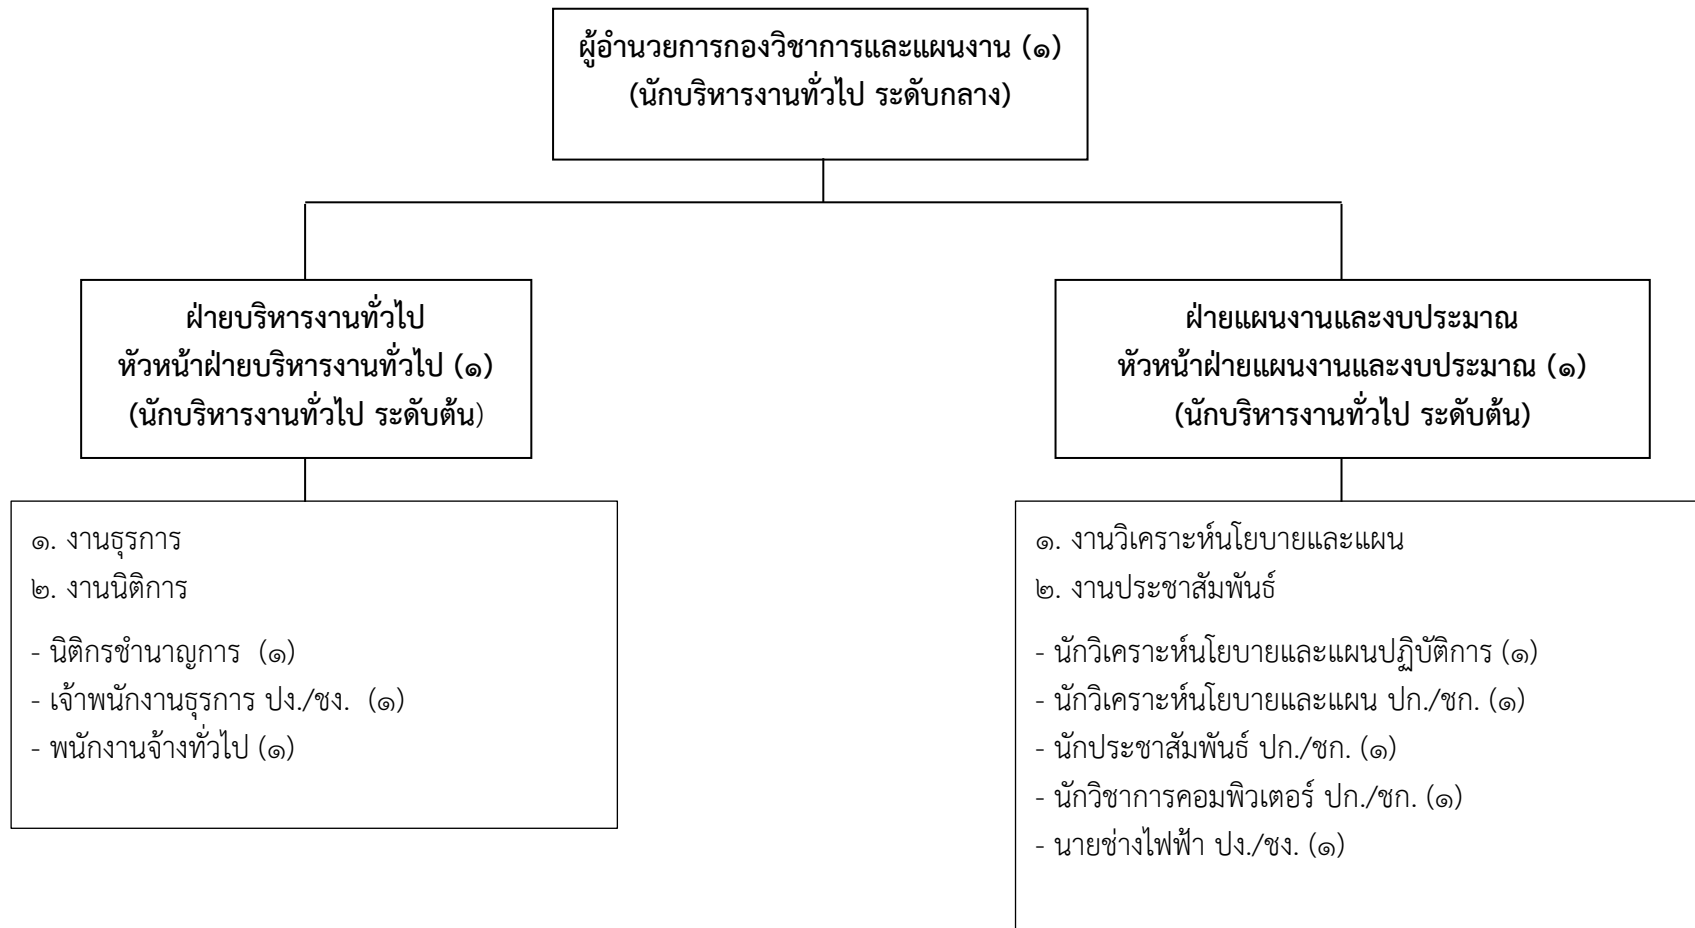 ผู้อำนวยการกองวิชาการและแผนงาน (๑)
(นักบริหารงานทั่วไป ระดับกลาง)
ฝ่ายบริหารงานทั่วไป
หัวหน้าฝ่ายบริหารงานทั่วไป (๑)
(นักบริหารงานทั่วไป ระดับต้น)
๑. งานธุรการ
๒. งานนิติการ
- นิติกรชำนาญการ (๑)
- เจ้าพนักงานธุรการ ปง./ชง. (๑)
- พนักงานจ้างทั่วไป (๑)
ฝ่ายแผนงานและงบประมาณ
หัวหน้าฝ่ายแผนงานและงบประมาณ (๑)
(นักบริหารงานทั่วไป ระดับต้น)
๑. งานวิเคราะห์นโยบายและแผน
๒. งานประชาสัมพันธ์
- นักวิเคราะห์นโยบายและแผนปฏิบัติการ (๑)
- นักวิเคราะห์นโยบายและแผน ปก./ชก. (๑)
- นักประชาสัมพันธ์ ปก./ชก. (๑)
- นักวิชาการคอมพิวเตอร์ ปก./ชก. (๑)
- นายช่างไฟฟ้า ปง./ชง. (๑)